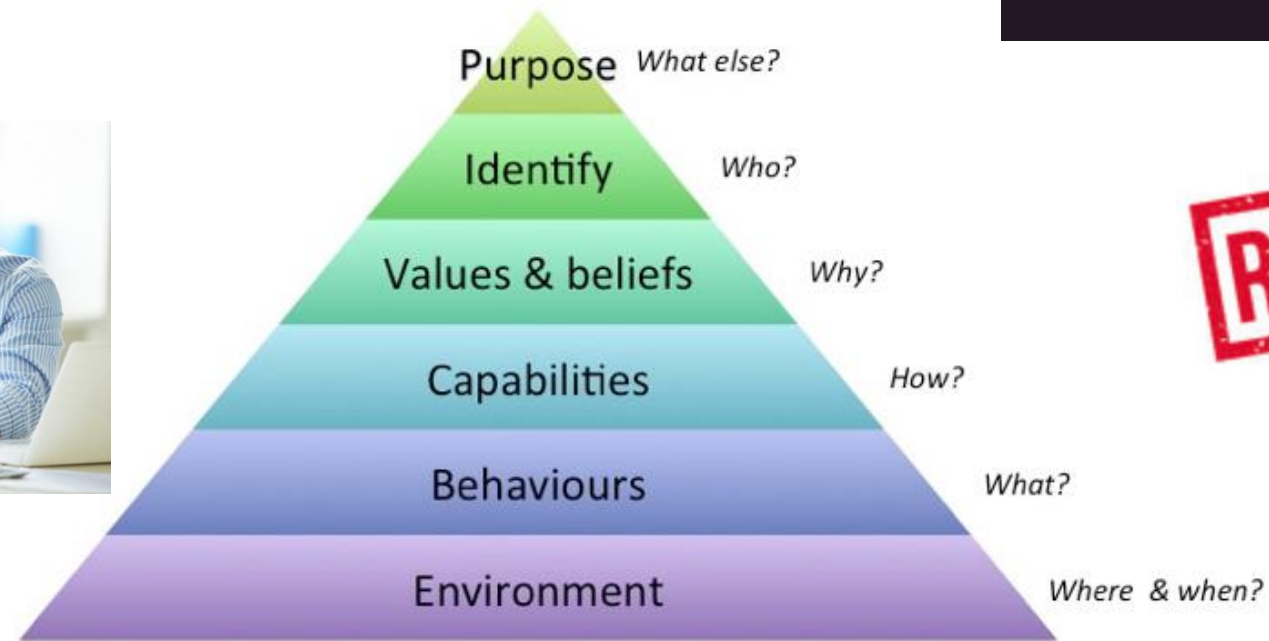 Purpose What else?
Identify Who?
Values & beliefs Why?
Capabilities How?
Behaviours What?
Environment Where & when?